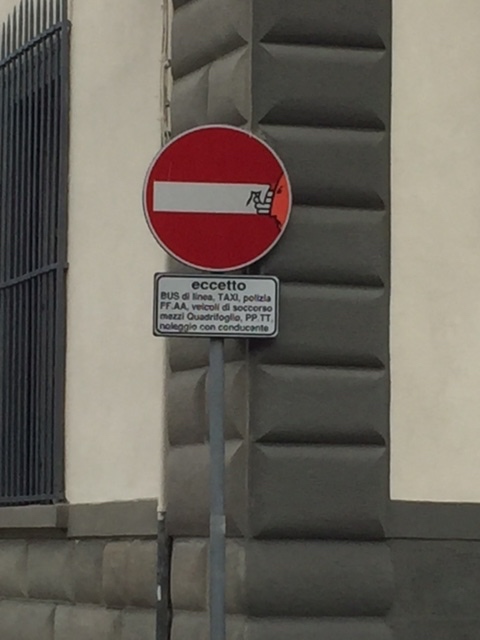 eccetto
BUS di linea, TAXI, polizia
FF.AA, veicoli di soccorso
mezzi Quadrifoglio, PP.TT.
noleggio con conducente